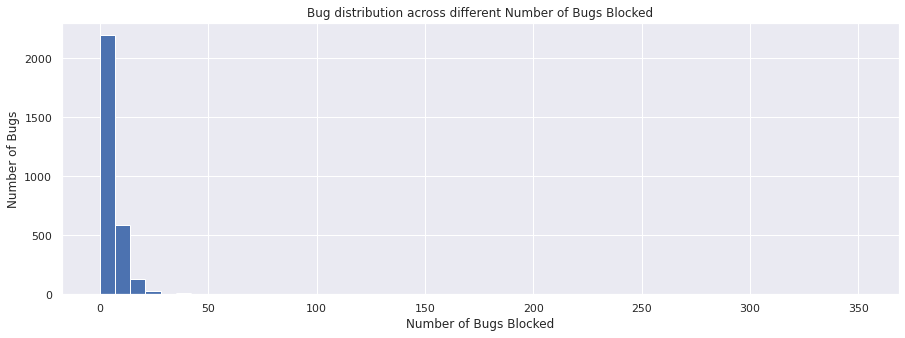 Bug distribution across different Number of Bugs Blocked
Number of Bugs
2000
1500
1000
500
0
0 50 100 150 200 250 300 350
Number of Bugs Blocked